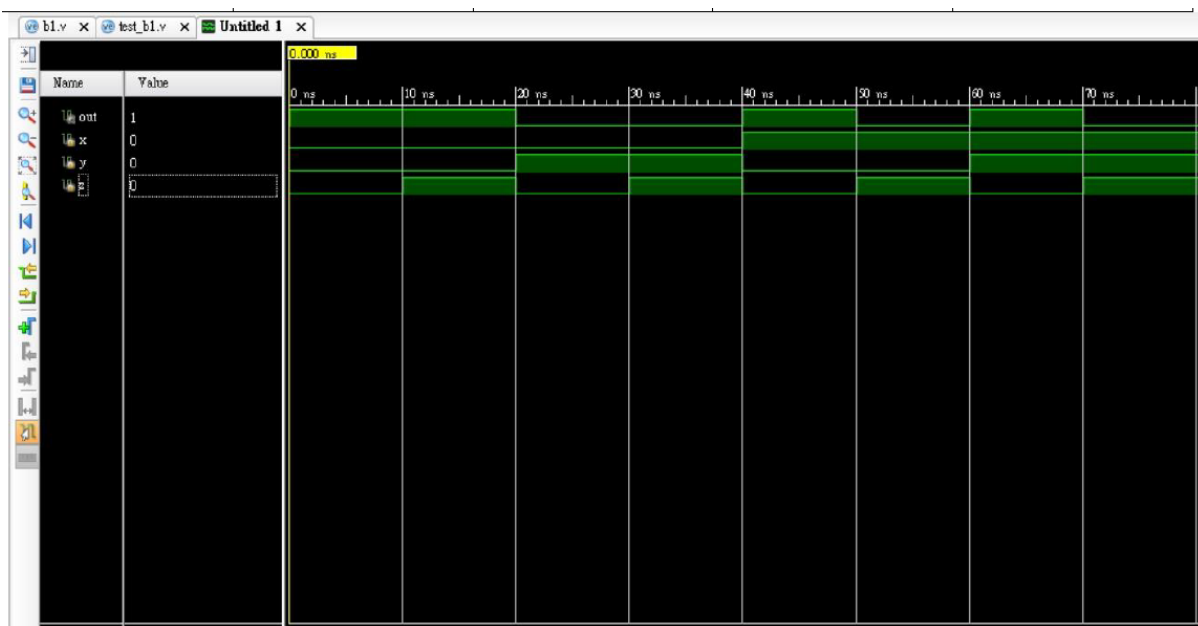 b1.v test_b1.v Untitled 1
0.000 ns
Name Value
0 ns 10 ns 20 ns 30 ns 40 ns 50 ns 60 ns 70 ns
out 1
x 0
y 0
z 0